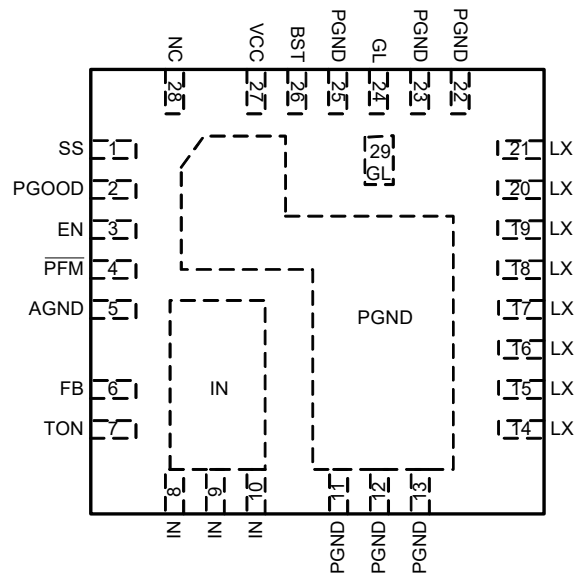 NC
VCC
BST
PGND
GL
PGND
PGND
28
27
26
25
24
23
22
SS 1
PGOOD 2
EN 3
PFM 4
AGND 5
FB 6
TON 7
29
GL
21 LX
20 LX
19 LX
18 LX
17 LX
16 LX
15 LX
14 LX
PGND
IN
8
9
10
11
12
13
IN
IN
IN
PGND
PGND
PGND